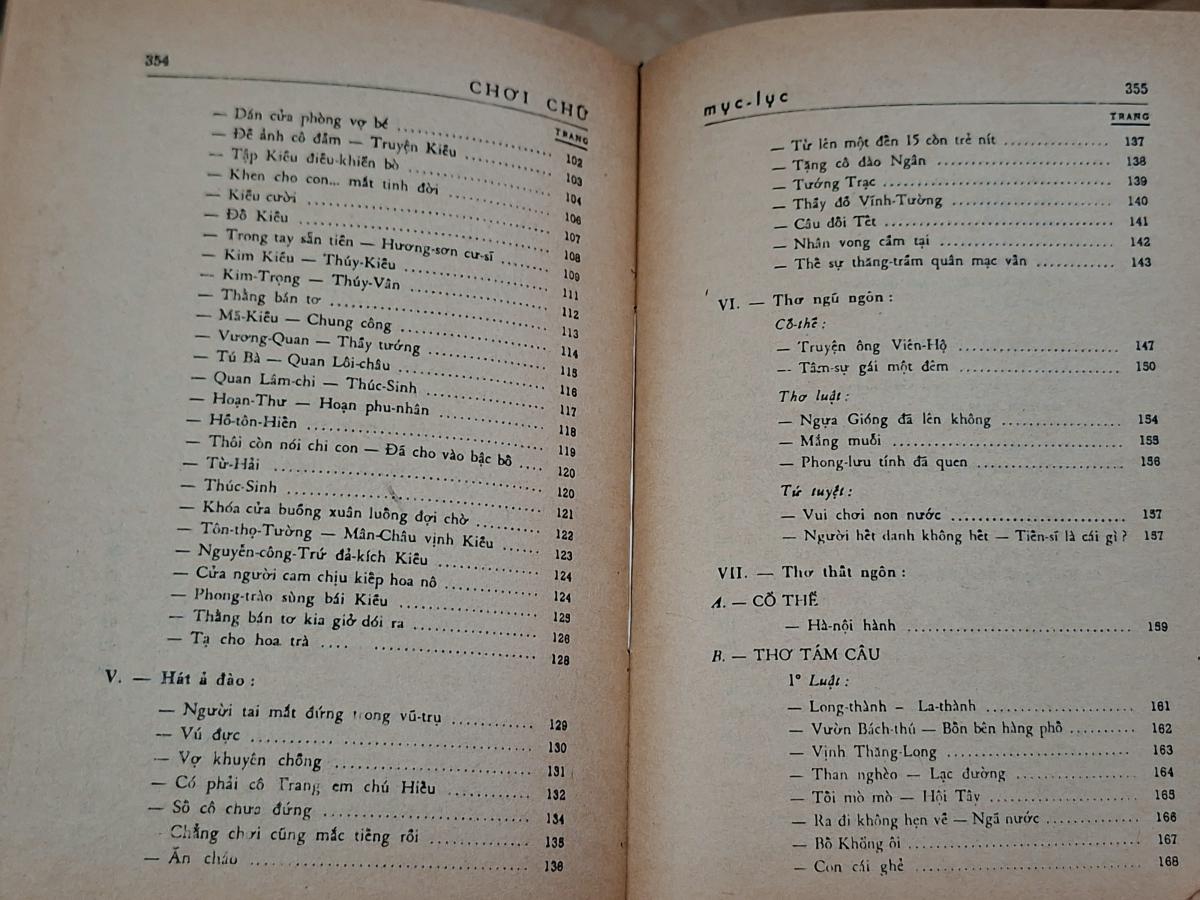 354
CHƠI CHỮ
TRANG
— Dán cửa phòng vợ bé ........ 102
— Đề ảnh cô đầm — Truyện Kiều ........ 103
— Tập Kiều điều-khiển bò ........ 104
— Khen cho con... mắt tinh đời ........ 106
— Kiều cười ........ 107
— Đố Kiều ........ 108
— Trong tay sẵn tiền — Hương-sơn cư-sĩ ........ 109
— Kim Kiều — Thúy-Kiều ........ 111
— Kim-Trọng — Thúy-Vân ........ 112
— Thằng bán tơ ........ 113
— Mã-Kiều — Chung công ........ 114
— Vương-Quan — Thầy tướng ........ 115
— Tú Bà — Quan Lôi-châu ........ 116
— Quan Lâm-chi — Thúc-Sinh ........ 117
— Hoạn-Thư — Hoạn phu-nhân ........ 118
— Hồ-tôn-Hiến ........ 119
— Thôi còn nói chi con — Đã cho vào bậc bố .... 120
— Từ-Hải ........ 120
— Thúc-Sinh ........ 121
— Khóa cửa buồng xuân luồng đợi chờ ........ 122
— Tôn-thọ-Tường — Mân-Châu vịnh Kiều ...... 123
— Nguyễn-công-Trứ đả-kích Kiều ........ 124
— Cửa người cam chịu kiếp hoa nô ........ 124
— Phong-trào sùng bái Kiều ........ 125
— Thằng bán tơ kia giở dói ra ........ 126
— Tạ cho hoa trà ........ 128
V. — Hát ả đào :
— Người tai mắt đứng trong vũ-trụ ........ 129
— Vú đực ........ 130
— Vợ khuyên chồng ........ 131
— Có phải cô Trang em chú Hiếu ........ 132
— Số cô chưa đứng ........ 134
Chẳng chơi cũng mắc tiếng rồi ........ 135
— Ăn cháo ........ 136
mục-lục
355
TRANG
— Từ lên một đến 15 còn trẻ nít ........ 137
— Tặng cô đào Ngân ........ 138
— Tướng Trạc ........ 139
— Thầy đồ Vĩnh-Tường ........ 140
— Câu đối Tết ........ 141
— Nhân vong cầm tại ........ 142
— Thế sự thăng-trầm quân mạc vấn ........ 143
VI. — Thơ ngũ ngôn :
Cổ-thể :
— Truyện ông Viên-Hộ ........ 147
— Tâm-sự gái một đêm ........ 150
Thơ luật :
— Ngựa Gióng đã lên không ........ 154
— Mắng muỗi ........ 155
— Phong-lưu tính đã quen ........ 156
Tứ tuyệt :
— Vui chơi non nước ........ 157
— Người hết danh không hết — Tiến-sĩ là cái gì ? 157
VII. — Thơ thất ngôn :
A. — CỔ THỂ
— Hà-nội hành ........ 159
B. — THƠ TÁM CÂU
1° Luật :
— Long-thành — La-thành ........ 161
— Vườn Bách-thú — Bốn bên hàng phố ........ 162
— Vịnh Thăng-Long ........ 163
— Than nghèo — Lạc đường ........ 164
— Tối mò mò — Hội Tây ........ 165
— Ra đi không hẹn về — Ngã nước ........ 166
— Bố Khổng ôi ........ 167
— Con cái ghẻ ........ 168